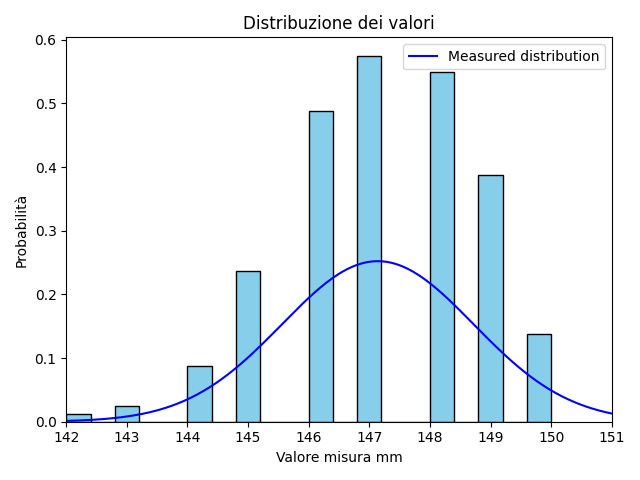 Distribuzione dei valori
Measured distribution
0.6
0.5
0.4
0.3
0.2
0.1
0.0
Probabilità
142 143 144 145 146 147 148 149 150 151
Valore misura mm